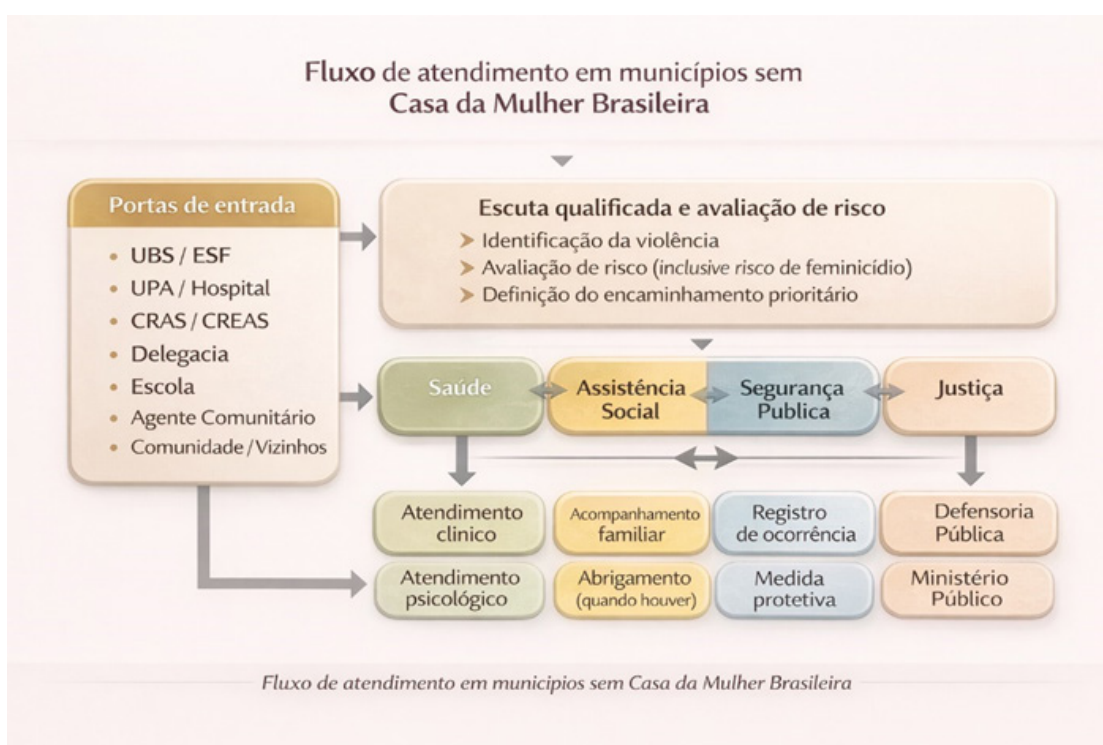 Fluxo de atendimento em municípios sem
Casa da Mulher Brasileira
Portas de entrada
• UBS / ESF
• UPA / Hospital
• CRAS / CREAS
• Delegacia
• Escola
• Agente Comunitário
• Comunidade / Vizinhos
Escuta qualificada e avaliação de risco
➤ Identificação da violência
➤ Avaliação de risco (inclusive risco de feminicídio)
➤ Definição do encaminhamento prioritário
Saúde
Assisténcia
Social
Segurança
Publica
Justiça
Atendimento
clinico
Acompanhamento
familiar
Registro
de ocorrência
Defensoria
Pública
Atendimento
psicológico
Abrigamento
(quando houver)
Medida
protetiva
Ministério
Público
Fluxo de atendimento em municipios sem Casa da Mulher Brasileira